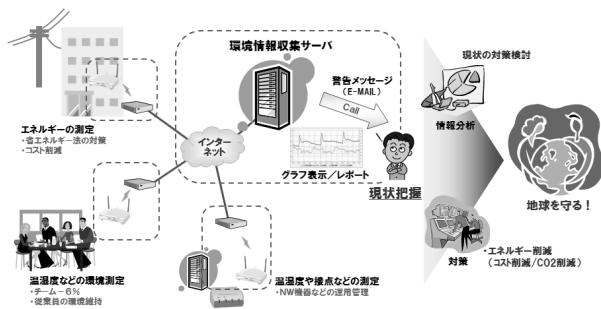 環境情報収集サーバ
警告メッセージ
(E-MAIL)
Call
インター
ネット
グラフ表示／レポート
現状把握
エネルギーの測定
・省エネルギー法の対策
・コスト削減
温湿度などの環境測定
・チーム－6％
・従業員の環境維持
温湿度や接点などの測定
・NW機器などの運用管理
現状の対策検討
情報分析
対策
・エネルギー削減
(コスト削減/CO2削減)
地球を守る！